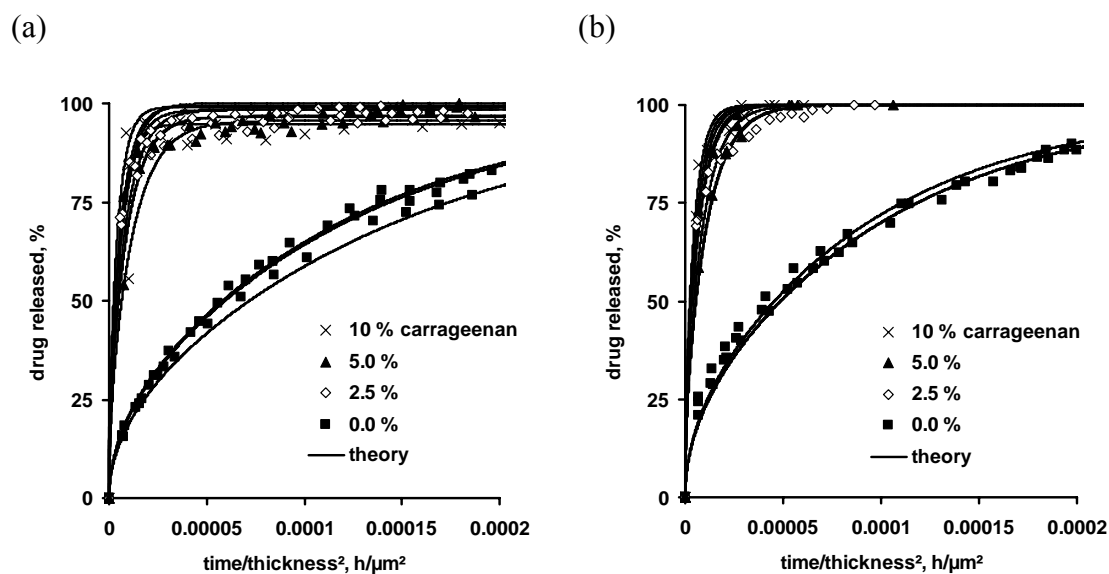 (a)
100
75
50
25
0
drug released, %
10 % carrageenan
5.0 %
2.5 %
0.0 %
theory
0 0.00005 0.0001 0.00015 0.0002
time/thickness², h/µm²
(b)
100
75
50
25
0
drug released, %
10 % carrageenan
5.0 %
2.5 %
0.0 %
theory
0 0.00005 0.0001 0.00015 0.0002
time/thickness², h/µm²